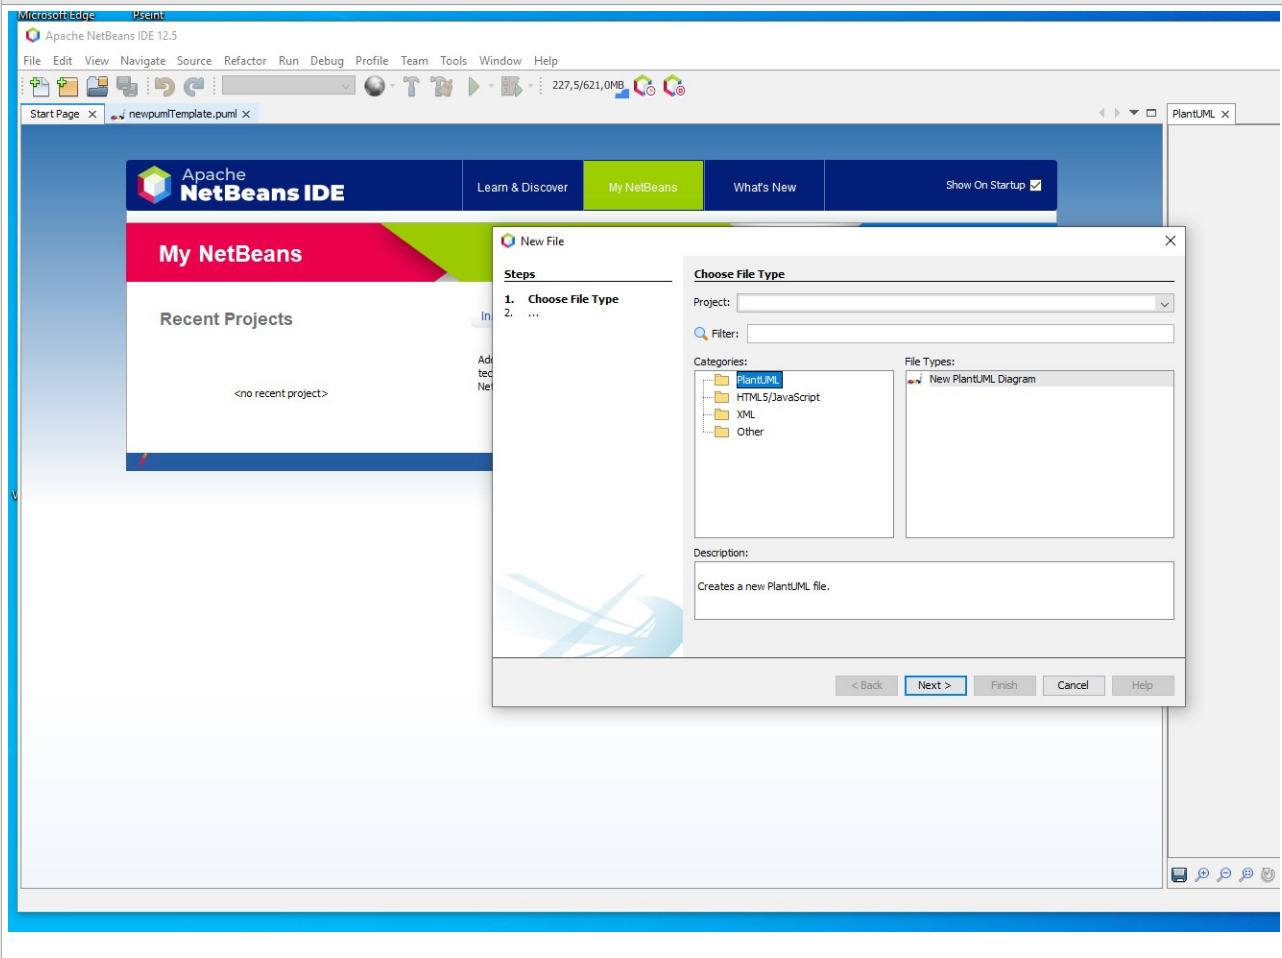 Microsoft Edge Pseint
Apache NetBeans IDE 12.5
File Edit View Navigate Source Refactor Run Debug Profile Team Tools Window Help
227,5/621,0MB
Start Page newpumlTemplate.puml PlantUML
Apache
NetBeans IDE
Learn & Discover My NetBeans What's New Show On Startup
My NetBeans
Recent Projects
<no recent project>
In
Ad
tec
Net
New File
Steps
1. Choose File Type
2. ...
Choose File Type
Project:
Filter:
Categories: File Types:
PlantUML New PlantUML Diagram
HTML5/JavaScript
XML
Other
Description:
Creates a new PlantUML file.
< Back Next > Finish Cancel Help